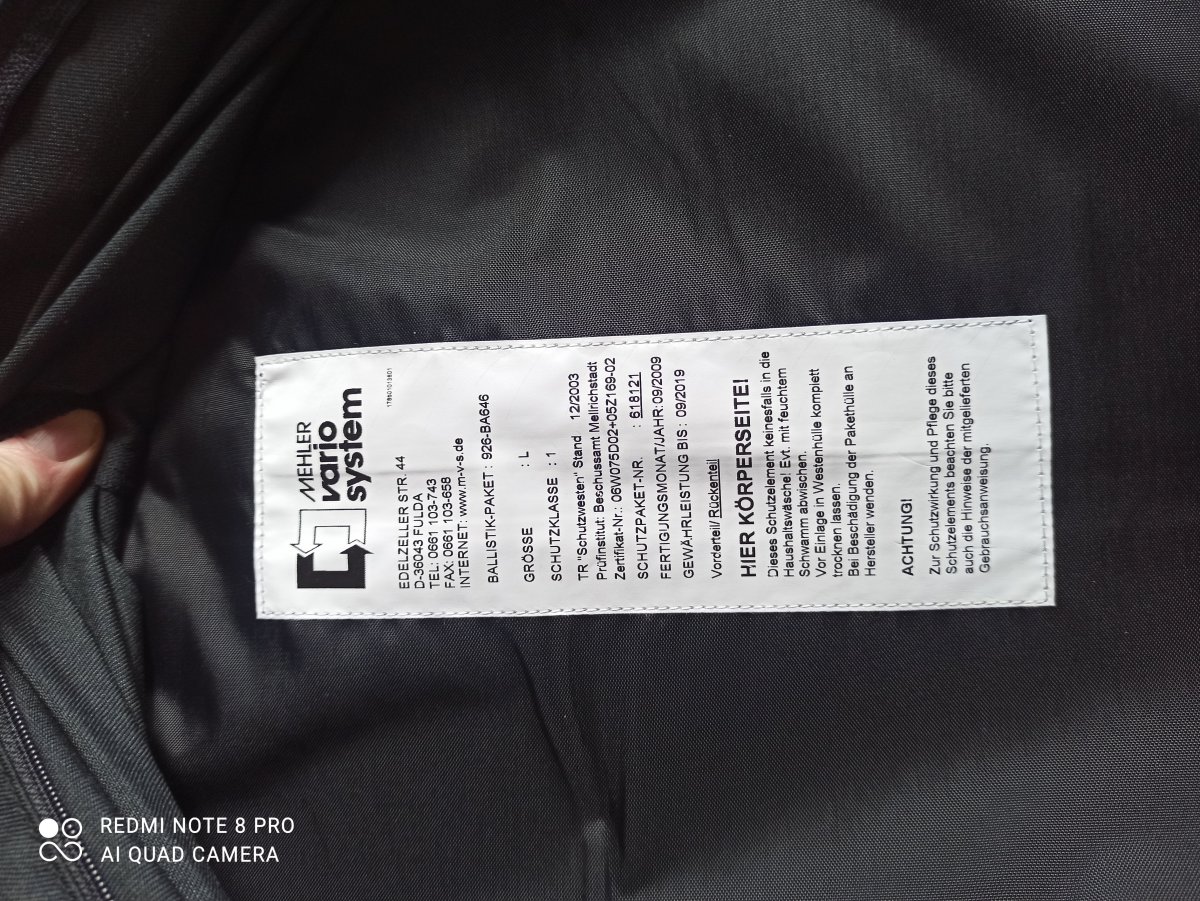 MEHLER
vario
system
178601013801
EDELZELLER STR. 44
D-36043 FULDA
TEL: 0661 103-743
FAX: 0661 103-658
INTERNET: www.m-v-s.de
BALLISTIK-PAKET : 926-BA646
GRÖSSE : L
SCHUTZKLASSE : 1
TR "Schutzwesten" Stand 12/2003
Prüfinstitut: Beschussamt Mellrichstadt
Zertifikat-Nr.: 06W075D02+05Z169-02
SCHUTZPAKET-NR. : 618121
FERTIGUNGSMONAT/JAHR:09/2009
GEWÄHRLEISTUNG BIS : 09/2019
Vorderteil/ Rückenteil
HIER KÖRPERSEITE!
Dieses Schutzelement keinesfalls in die
Haushaltswäsche! Evt. mit feuchtem
Schwamm abwischen.
Vor Einlage in Westenhülle komplett
trocknen lassen.
Bei Beschädigung der Pakethülle an
Hersteller wenden.
ACHTUNG!
Zur Schutzwirkung und Pflege dieses
Schutzelements beachten Sie bitte
auch die Hinweise der mitgelieferten
Gebrauchsanweisung.
REDMI NOTE 8 PRO
AI QUAD CAMERA